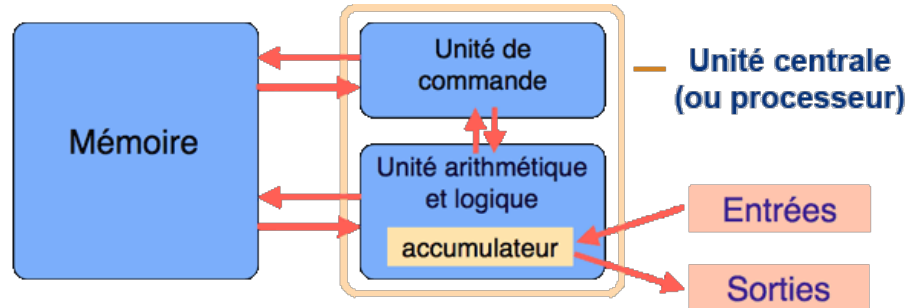 Mémoire
Unité de
commande
Unité arithmétique
et logique
accumulateur
Unité centrale
(ou processeur)
Entrées
Sorties